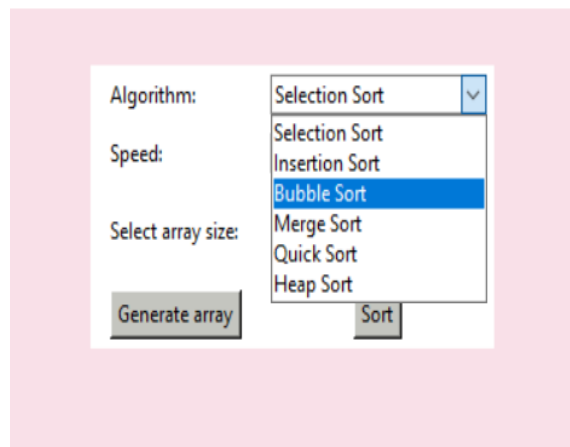 Algorithm: Selection Sort
Selection Sort
Speed:
Insertion Sort
Bubble Sort
Select array size:
Merge Sort
Quick Sort
Heap Sort
Generate array Sort